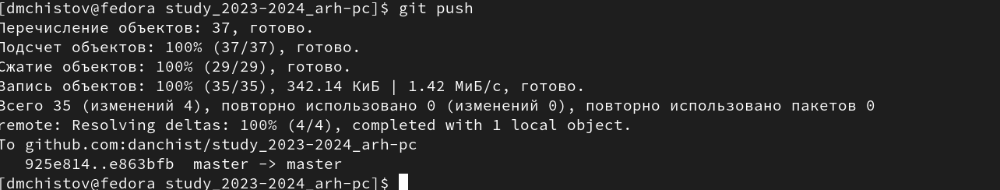 [dmchistov@fedora study_2023-2024_arh-pc]$ git push
Перечисление объектов: 37, готово.
Подсчет объектов: 100% (37/37), готово.
Сжатие объектов: 100% (29/29), готово.
Запись объектов: 100% (35/35), 342.14 КиБ | 1.42 МиБ/с, готово.
Всего 35 (изменений 4), повторно использовано 0 (изменений 0), повторно использовано пакетов 0
remote: Resolving deltas: 100% (4/4), completed with 1 local object.
To github.com:danchist/study_2023-2024_arh-pc
   925e814..e863bfb  master -> master
[dmchistov@fedora study_2023-2024_arh-pc]$